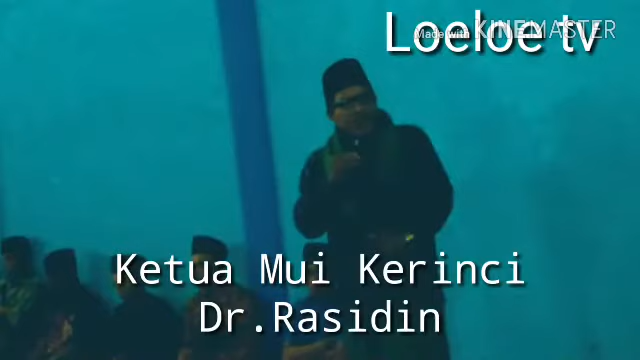 Loeloe tv
Made with KINEMASTER
Ketua Mui Kerinci
Dr.Rasidin